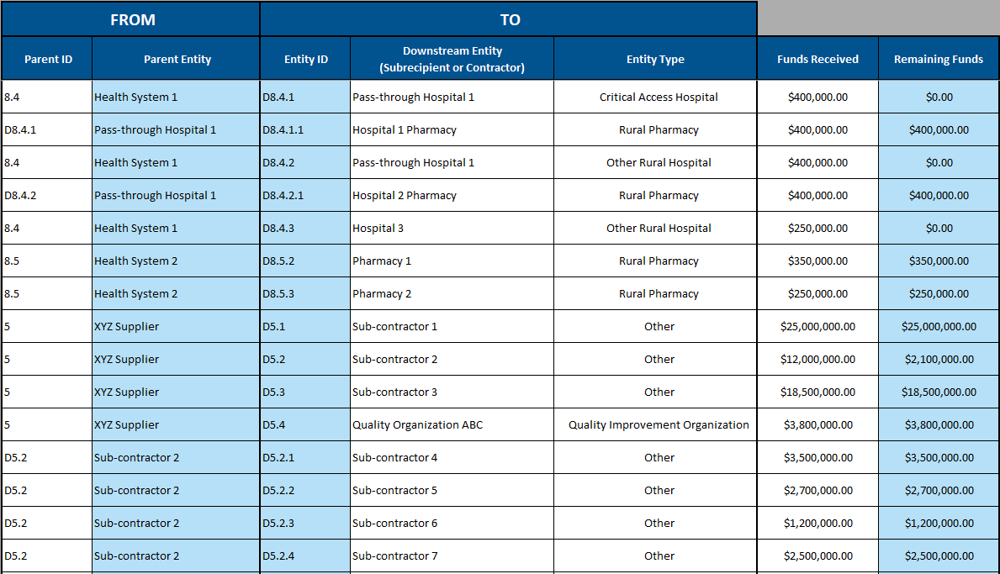 FROM TO
Parent ID Parent Entity Entity ID Downstream Entity (Subrecipient or Contractor) Entity Type Funds Received Remaining Funds
8.4 Health System 1 D8.4.1 Pass-through Hospital 1 Critical Access Hospital $400,000.00 $0.00
D8.4.1 Pass-through Hospital 1 D8.4.1.1 Hospital 1 Pharmacy Rural Pharmacy $400,000.00 $400,000.00
8.4 Health System 1 D8.4.2 Pass-through Hospital 1 Other Rural Hospital $400,000.00 $0.00
D8.4.2 Pass-through Hospital 1 D8.4.2.1 Hospital 2 Pharmacy Rural Pharmacy $400,000.00 $400,000.00
8.4 Health System 1 D8.4.3 Hospital 3 Other Rural Hospital $250,000.00 $0.00
8.5 Health System 2 D8.5.2 Pharmacy 1 Rural Pharmacy $350,000.00 $350,000.00
8.5 Health System 2 D8.5.3 Pharmacy 2 Rural Pharmacy $250,000.00 $250,000.00
5 XYZ Supplier D5.1 Sub-contractor 1 Other $25,000,000.00 $25,000,000.00
5 XYZ Supplier D5.2 Sub-contractor 2 Other $12,000,000.00 $2,100,000.00
5 XYZ Supplier D5.3 Sub-contractor 3 Other $18,500,000.00 $18,500,000.00
5 XYZ Supplier D5.4 Quality Organization ABC Quality Improvement Organization $3,800,000.00 $3,800,000.00
D5.2 Sub-contractor 2 D5.2.1 Sub-contractor 4 Other $3,500,000.00 $3,500,000.00
D5.2 Sub-contractor 2 D5.2.2 Sub-contractor 5 Other $2,700,000.00 $2,700,000.00
D5.2 Sub-contractor 2 D5.2.3 Sub-contractor 6 Other $1,200,000.00 $1,200,000.00
D5.2 Sub-contractor 2 D5.2.4 Sub-contractor 7 Other $2,500,000.00 $2,500,000.00